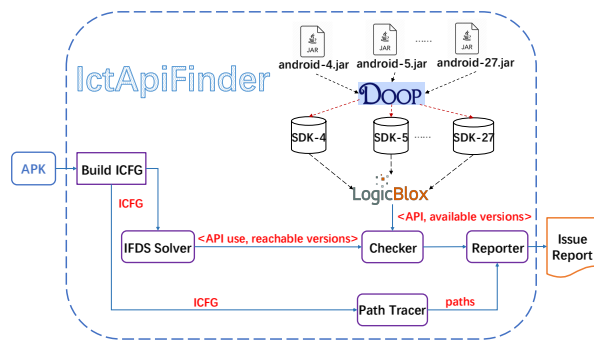 JAR
JAR
JAR
······
android-4.jar
android-5.jar
android-27.jar
IctApiFinder
DOOP
SDK-4
SDK-5
······
SDK-27
APK
Build ICFG
LogicBlox
ICFG
<API, available versions>
IFDS Solver
<API use, reachable versions>
Checker
Reporter
Issue
Report
ICFG
Path Tracer
paths